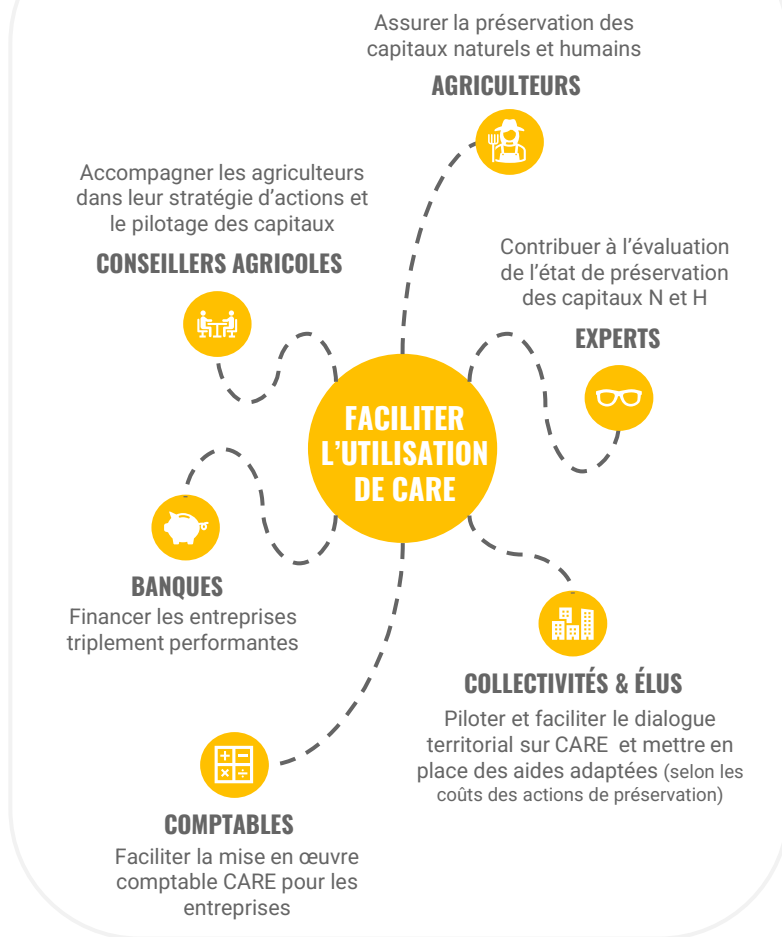 Assurer la préservation des
capitaux naturels et humains
AGRICULTEURS
Accompagner les agriculteurs
dans leur stratégie d'actions et
le pilotage des capitaux
CONSEILLERS AGRICOLES
Contribuer à l'évaluation
de l'état de préservation
des capitaux N et H
EXPERTS
FACILITER
L'UTILISATION
DE CARE
BANQUES
Financer les entreprises
triplement performantes
COLLECTIVITÉS & ÉLUS
Piloter et faciliter le dialogue
territorial sur CARE et mettre en
place des aides adaptées (selon les
coûts des actions de préservation)
COMPTABLES
Faciliter la mise en œuvre
comptable CARE pour les
entreprises